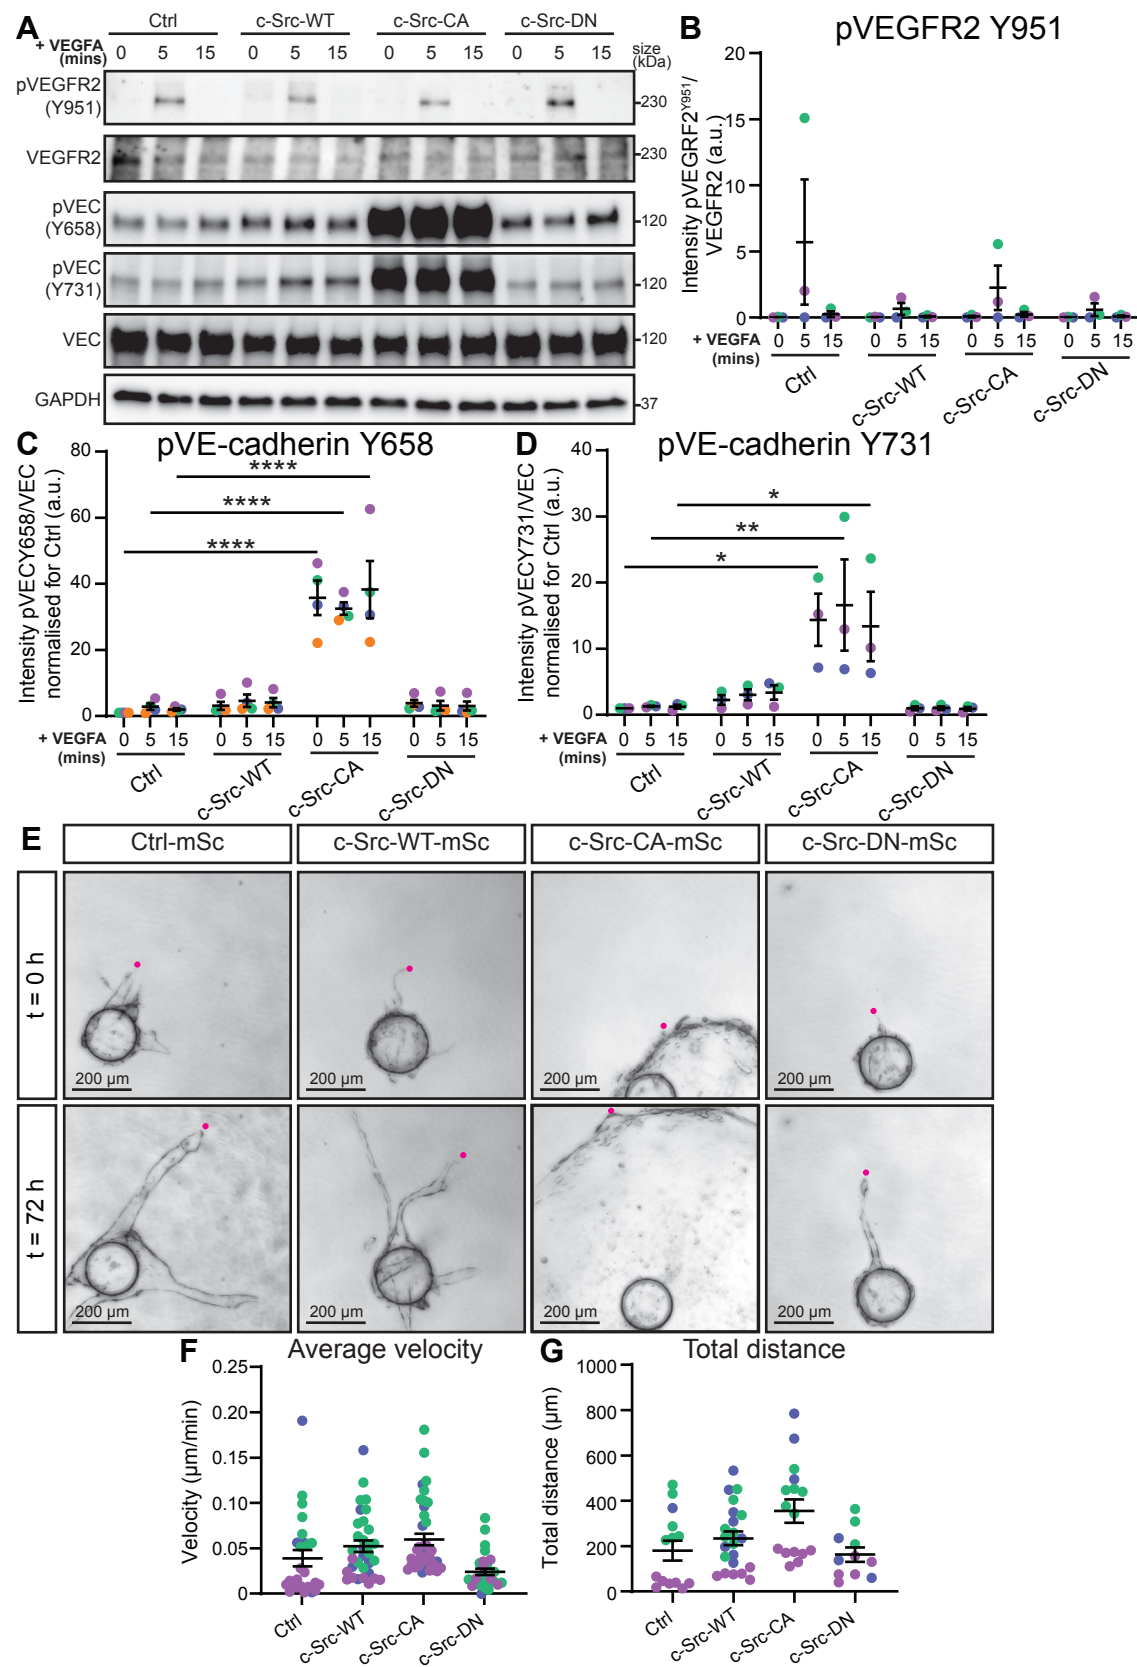 A
Ctrl c-Src-WT c-Src-CA c-Src-DN
+ VEGFA (mins) 0 5 15 0 5 15 0 5 15 0 5 15 size (kDa)
pVEGFR2 (Y951) 230
VEGFR2 230
pVEC (Y658) 120
pVEC (Y731) 120
VEC 120
GAPDH 37
B
pVEGFR2 Y951
Intensity pVEGRF2Y951/
VEGFR2 (a.u.)
20
15
10
5
0
+ VEGFA (mins) 0 5 15 0 5 15 0 5 15 0 5 15
Ctrl c-Src-WT c-Src-CA c-Src-DN
C
pVE-cadherin Y658
Intensity pVECY658/VEC
normalised for Ctrl (a.u.)
80
60
40
20
0
****
****
****
+ VEGFA (mins) 0 5 15 0 5 15 0 5 15 0 5 15
Ctrl c-Src-WT c-Src-CA c-Src-DN
D
pVE-cadherin Y731
Intensity pVECY731/VEC
normalised for Ctrl (a.u.)
40
30
20
10
0
*
**
*
+ VEGFA (mins) 0 5 15 0 5 15 0 5 15 0 5 15
Ctrl c-Src-WT c-Src-CA c-Src-DN
E
Ctrl-mSc c-Src-WT-mSc c-Src-CA-mSc c-Src-DN-mSc
t = 0 h
200 µm 200 µm 200 µm 200 µm
t = 72 h
200 µm 200 µm 200 µm 200 µm
F
Average velocity
Velocity (µm/min)
0.25
0.20
0.15
0.10
0.05
0
Ctrl c-Src-WT c-Src-CA c-Src-DN
G
Total distance
Total distance (µm)
1000
800
600
400
200
0
Ctrl c-Src-WT c-Src-CA c-Src-DN